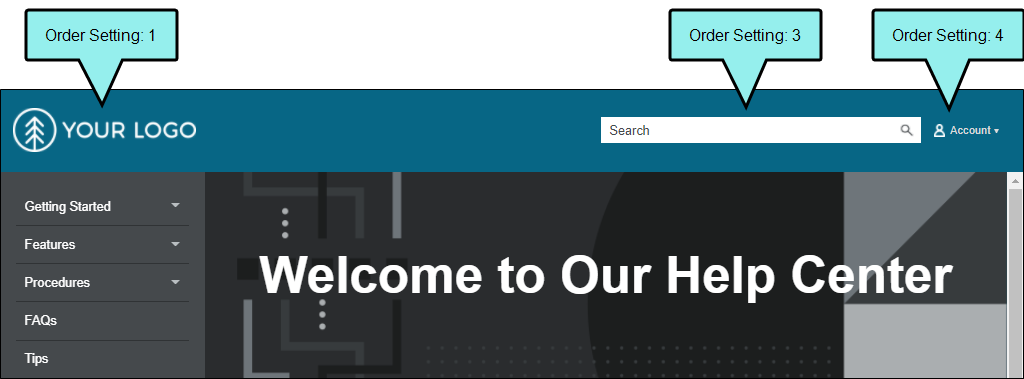 Order Setting: 1
Order Setting: 3
Order Setting: 4
YOUR LOGO
Search
Account
Getting Started
Features
Procedures
FAQs
Tips
Welcome to Our Help Center